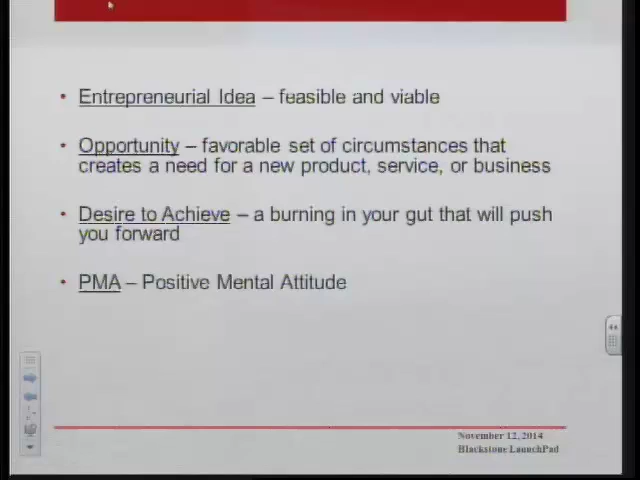 • Entrepreneurial Idea – feasible and viable
• Opportunity – favorable set of circumstances that
creates a need for a new product, service, or business
• Desire to Achieve – a burning in your gut that will push
you forward
• PMA – Positive Mental Attitude
November 12, 2014
Blackstone LaunchPad